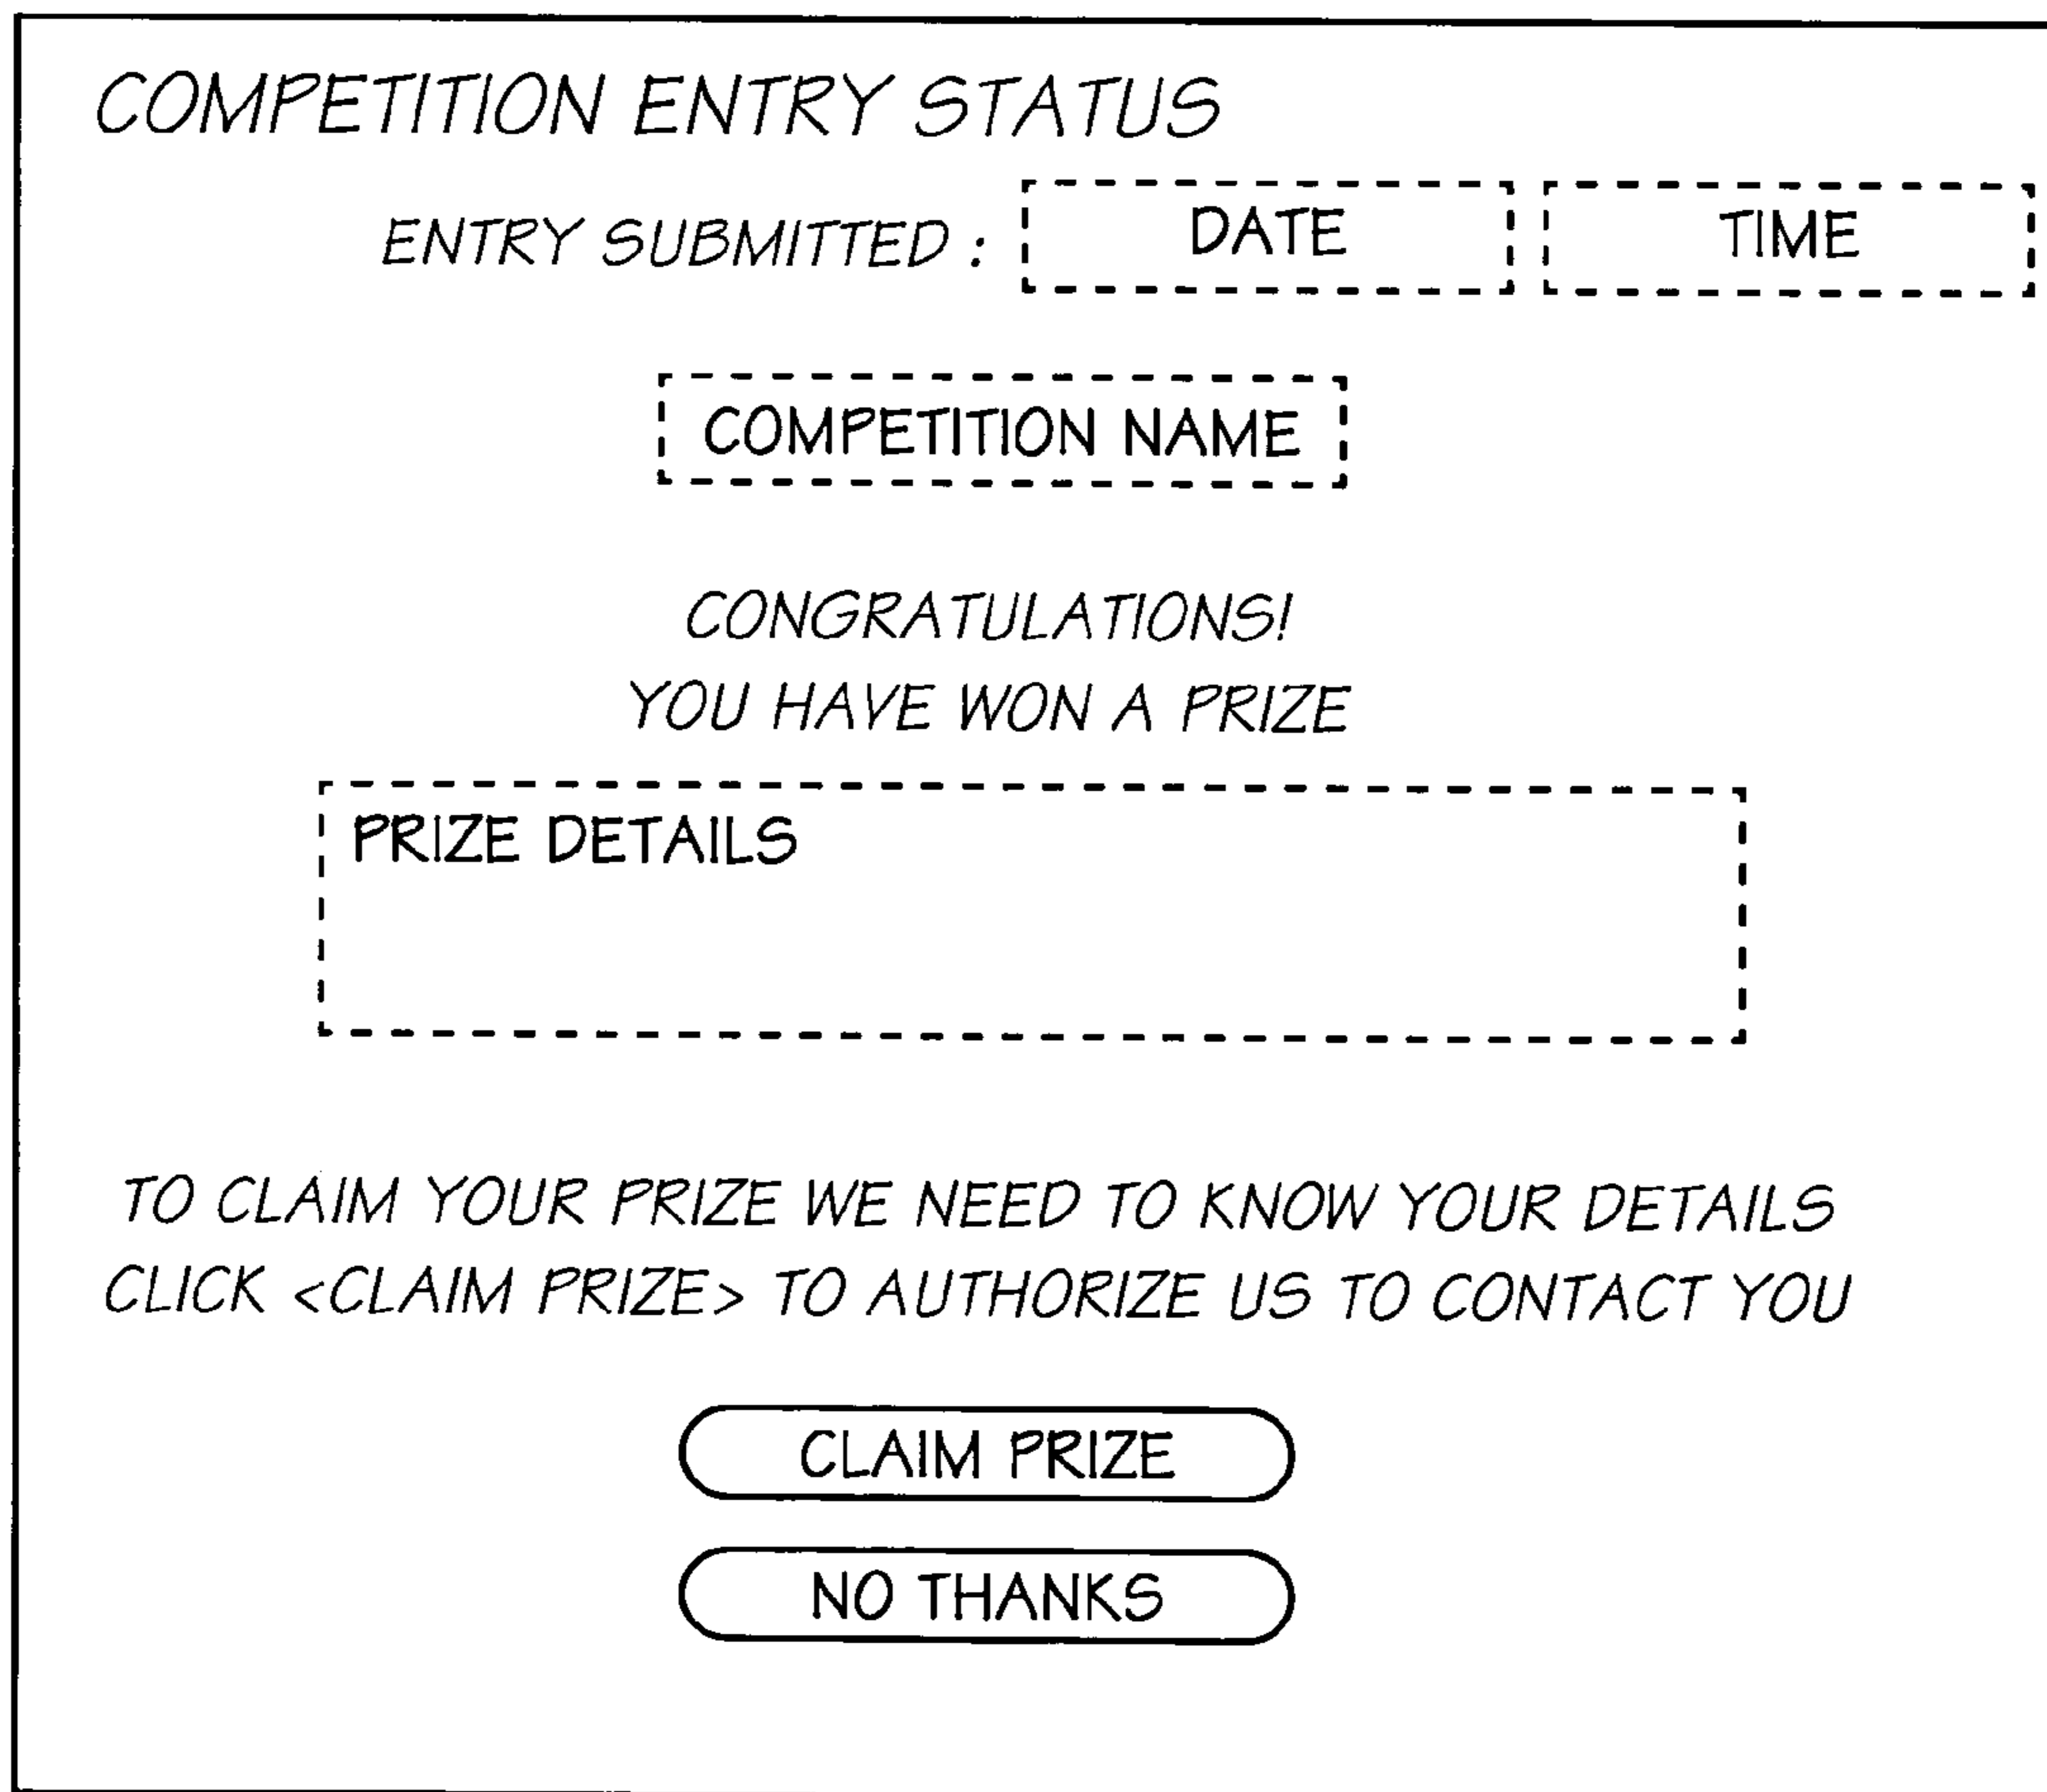 COMPETITION ENTRY STATUS
ENTRY SUBMITTED : DATE TIME
COMPETITION NAME
CONGRATULATIONS!
YOU HAVE WON A PRIZE
PRIZE DETAILS
TO CLAIM YOUR PRIZE WE NEED TO KNOW YOUR DETAILS
CLICK <CLAIM PRIZE> TO AUTHORIZE US TO CONTACT YOU
CLAIM PRIZE
NO THANKS